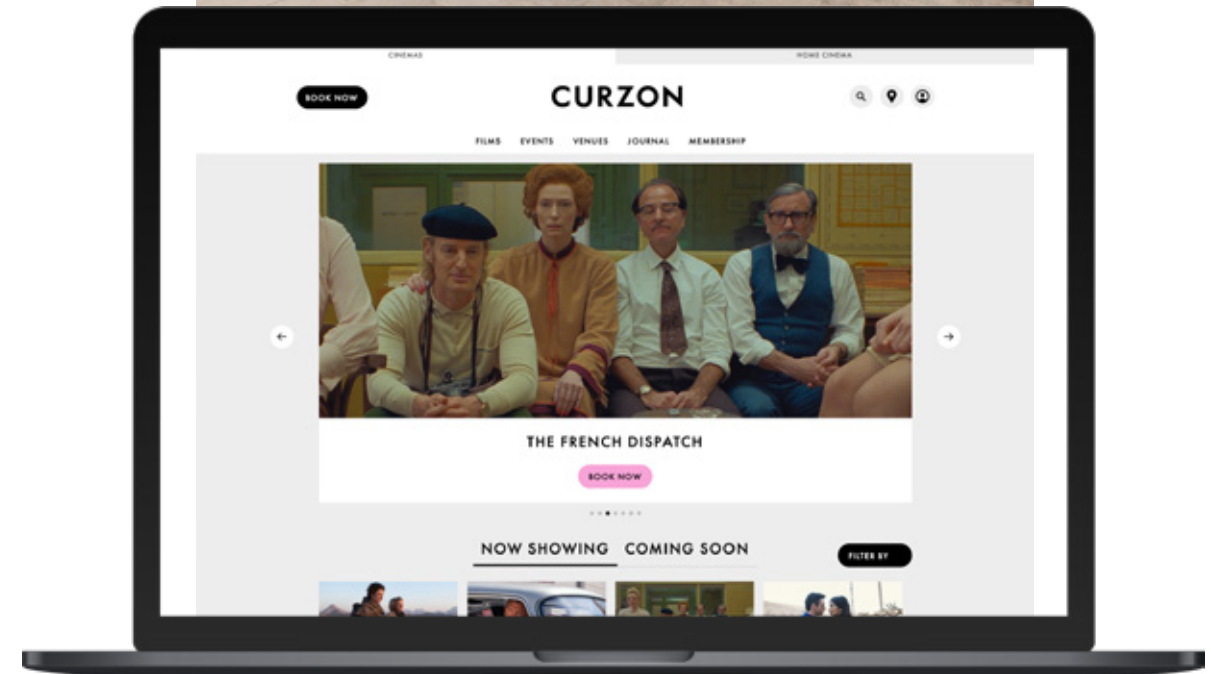 CINEMAS HOME CINEMA
BOOK NOW
CURZON
FILMS EVENTS VENUES JOURNAL MEMBERSHIP
THE FRENCH DISPATCH
BOOK NOW
NOW SHOWING COMING SOON
FILTER BY